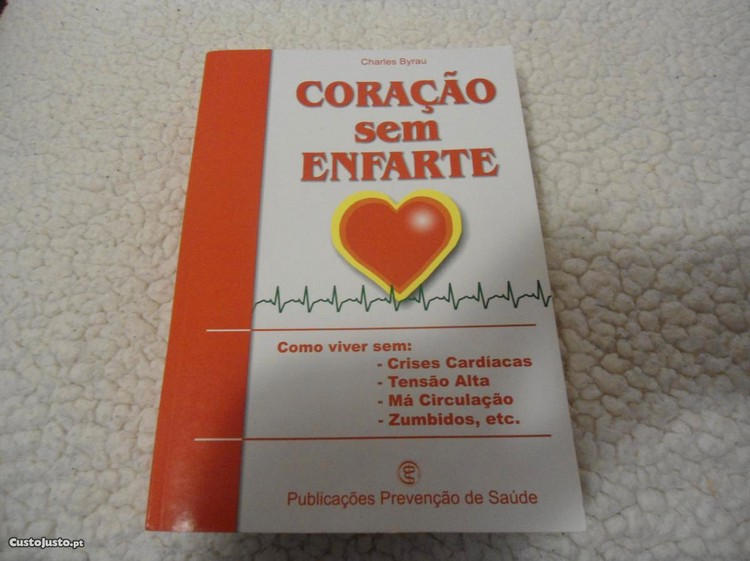 Charles Byrau
CORAÇÃO
sem
ENFARTE
Como viver sem:
- Crises Cardíacas
- Tensão Alta
- Má Circulação
- Zumbidos, etc.
Publicações Prevenção de Saúde
CustoJusto.pt